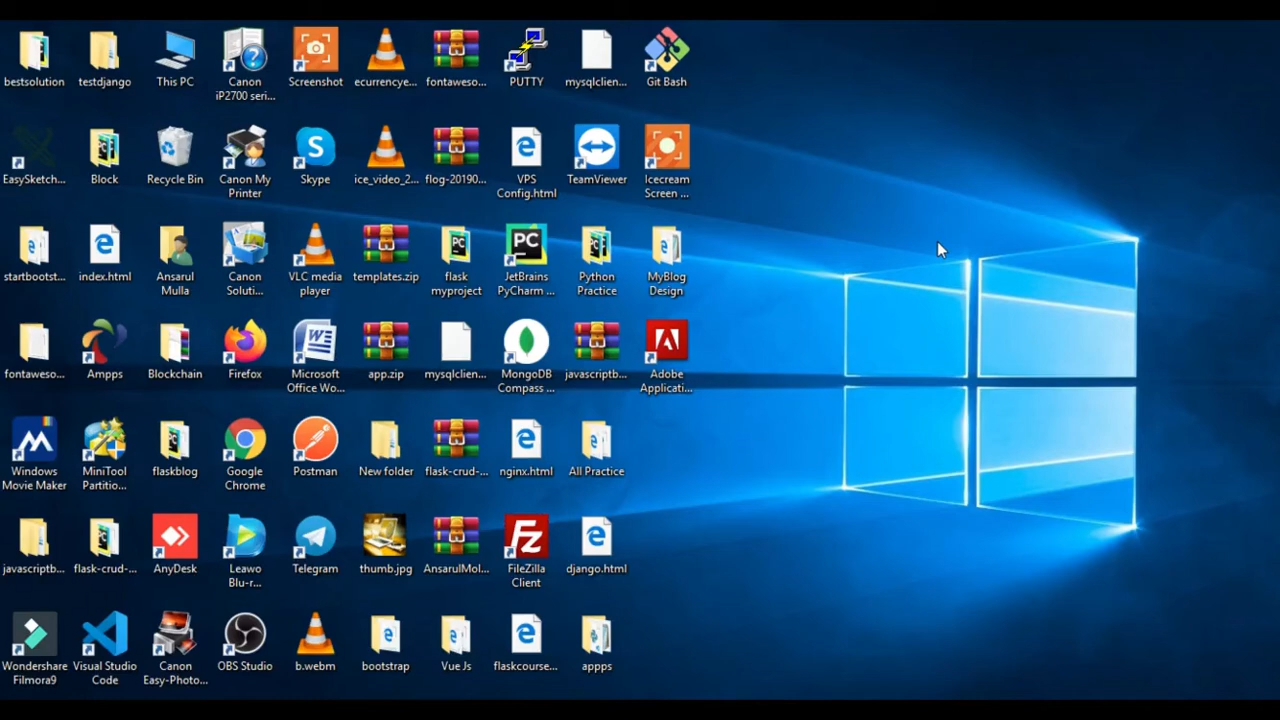 bestsolution
testdjango
This PC
Canon
iP2700 seri...
Screenshot
ecurrencye...
fontaweso...
PUTTY
mysqlclien...
Git Bash
EasySketch...
Block
Recycle Bin
Canon My
Printer
Skype
ice_video_2...
flog-20190...
VPS
Config.html
TeamViewer
Icecream
Screen ...
startbootst...
index.html
Ansarul
Mulla
Canon
Soluti...
VLC media
player
templates.zip
flask
myproject
PC
JetBrains
PyCharm ...
Python
Practice
MyBlog
Design
fontaweso...
Ampps
Blockchain
Firefox
Microsoft
Office Wo...
app.zip
mysqlclien...
MongoDB
Compass ...
javascriptb...
Adobe
Applicati...
Windows
Movie Maker
MiniTool
Partitio...
flaskblog
Google
Chrome
Postman
New folder
flask-crud-...
nginx.html
All Practice
javascriptb...
flask-crud-...
AnyDesk
Leawo
Blu-r...
Telegram
thumb.jpg
AnsarulMol...
FileZilla
Client
django.html
Wondershare
Filmora9
Visual Studio
Code
Canon
Easy-Photo...
OBS Studio
b.webm
bootstrap
Vue Js
flaskcourse...
appps